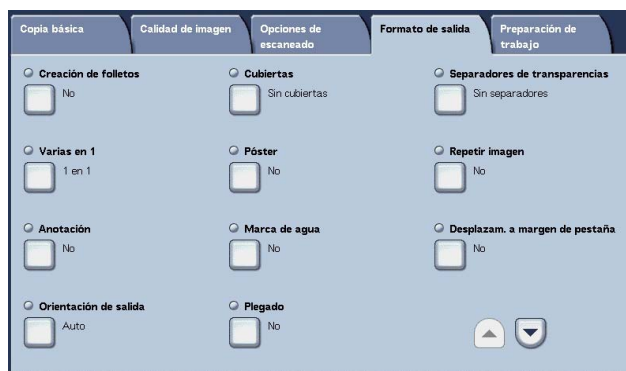 Copia básica
Calidad de imagen
Opciones de
escaneado
Formato de salida
Preparación de
trabajo
Creación de folletos
No
Cubiertas
Sin cubiertas
Separadores de transparencias
Sin separadores
Varias en 1
1 en 1
Póster
No
Repetir imagen
No
Anotación
No
Marca de agua
No
Desplazam. a margen de pestaña
No
Orientación de salida
Auto
Plegado
No